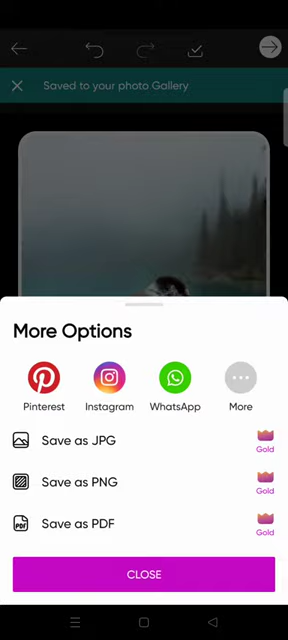 Saved to your photo Gallery
More Options
Pinterest Instagram WhatsApp More
Save as JPG Gold
Save as PNG Gold
PDF Save as PDF Gold
CLOSE